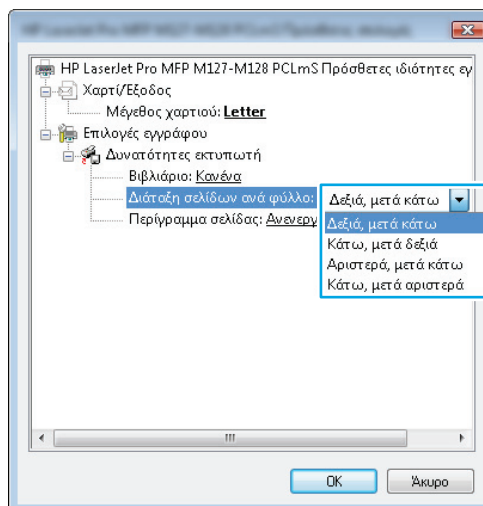 HP LaserJet Pro MFP M127-M128 PCLmS Πρόσθετες ιδιότητες εγ
Χαρτί/Έξοδος
Μέγεθος χαρτιού: Letter
Επιλογές εγγράφου
Δυνατότητες εκτυπωτή
Βιβλιάριο: Κανένα
Διάταξη σελίδων ανά φύλλο: Δεξιά, μετά κάτω
Περίγραμμα σελίδας: Ανενεργ
Δεξιά, μετά κάτω
Κάτω, μετά δεξιά
Αριστερά, μετά κάτω
Κάτω, μετά αριστερά
OK
Άκυρο